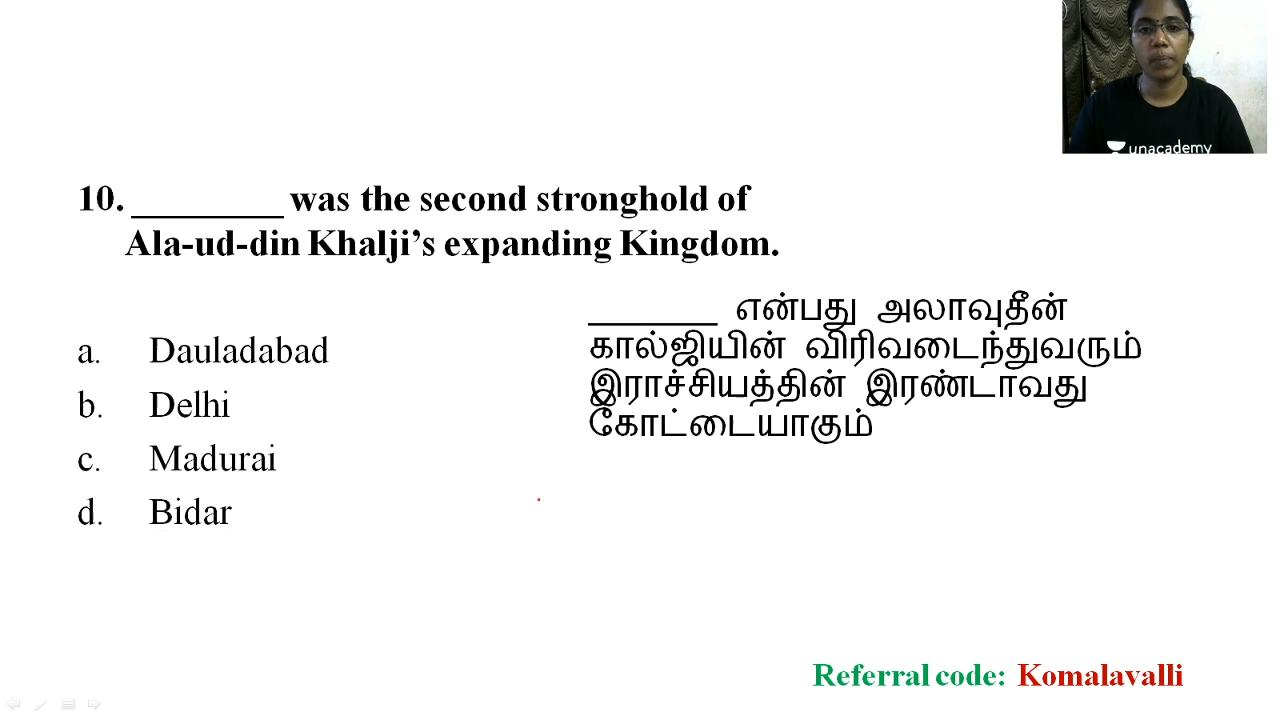 unacademy
10. ________ was the second stronghold of
Ala-ud-din Khalji’s expanding Kingdom.
_______ என்பது அலாவுதீன்
கால்ஜியின் விரிவடைந்துவரும்
இராச்சியத்தின் இரண்டாவது
கோட்டையாகும்
a. Dauladabad
b. Delhi
c. Madurai
d. Bidar
Referral code: Komalavalli